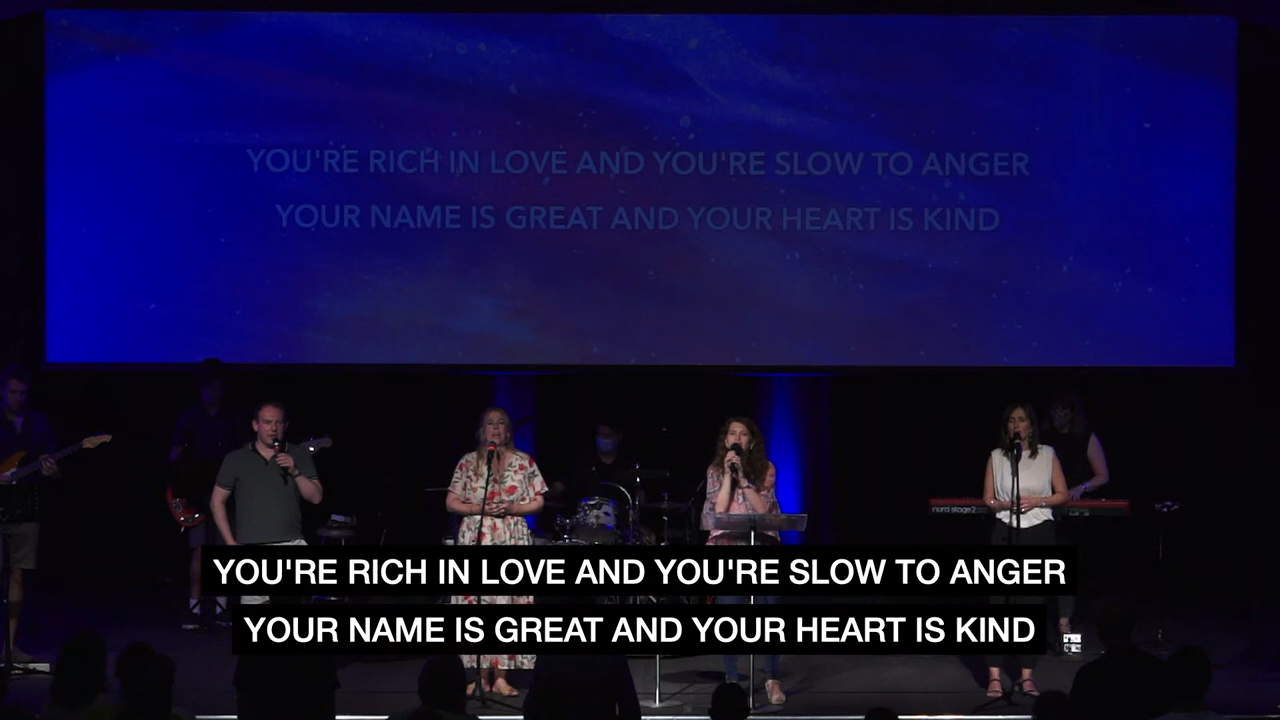 YOU'RE RICH IN LOVE AND YOU'RE SLOW TO ANGER
YOUR NAME IS GREAT AND YOUR HEART IS KIND
nord stage 2
YOU'RE RICH IN LOVE AND YOU'RE SLOW TO ANGER
YOUR NAME IS GREAT AND YOUR HEART IS KIND